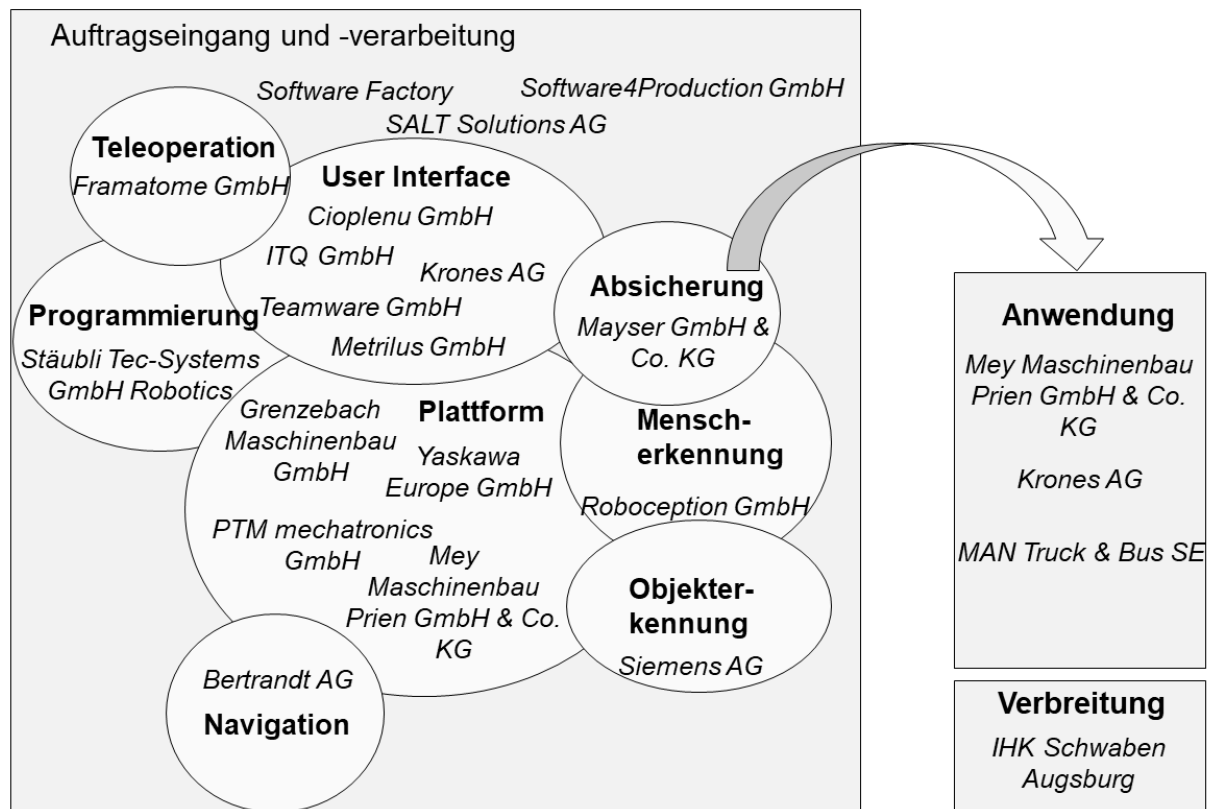 Auftragseingang und -verarbeitung
Software Factory
Software4Production GmbH
SALT Solutions AG
Teleoperation
Framatome GmbH
User Interface
Cioplenu GmbH
ITQ GmbH
Krones AG
Teamware GmbH
Metrilus GmbH
Absicherung
Mayser GmbH &
Co. KG
Programmierung
Stäubli Tec-Systems
GmbH Robotics
Plattform
Grenzebach
Maschinenbau
GmbH
Yaskawa
Europe GmbH
PTM mechatronics
GmbH
Mey
Maschinenbau
Prien GmbH & Co.
KG
Mensch-
erkennung
Roboception GmbH
Objekter-
kennung
Siemens AG
Bertrandt AG
Navigation
Anwendung
Mey Maschinenbau
Prien GmbH & Co.
KG
Krones AG
MAN Truck & Bus SE
Verbreitung
IHK Schwaben
Augsburg